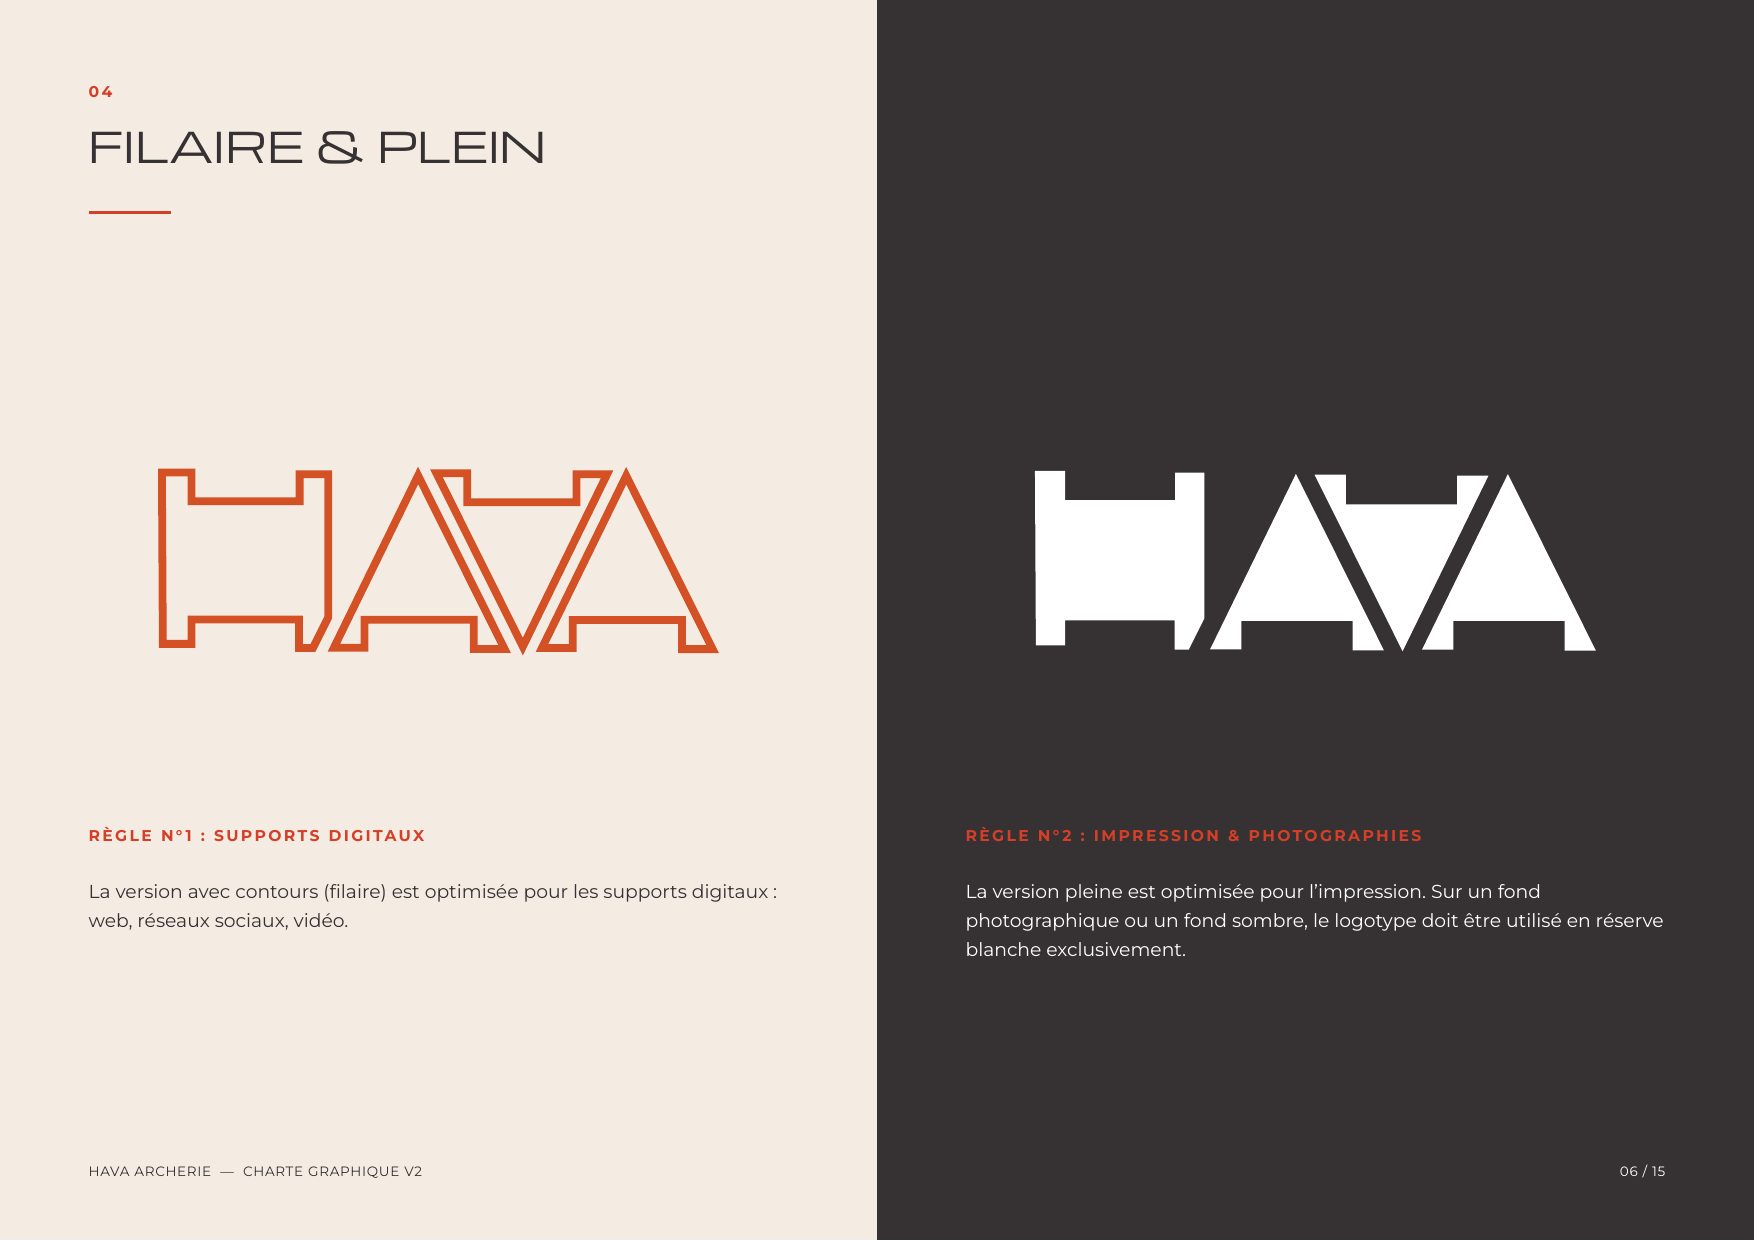 04
FILAIRE & PLEIN
HAVA
RÈGLE N°1 : SUPPORTS DIGITAUX
La version avec contours (filaire) est optimisée pour les supports digitaux :
web, réseaux sociaux, vidéo.
HAVA ARCHERIE — CHARTE GRAPHIQUE V2
HAVA
RÈGLE N°2 : IMPRESSION & PHOTOGRAPHIES
La version pleine est optimisée pour l’impression. Sur un fond
photographique ou un fond sombre, le logotype doit être utilisé en réserve
blanche exclusivement.
06 / 15